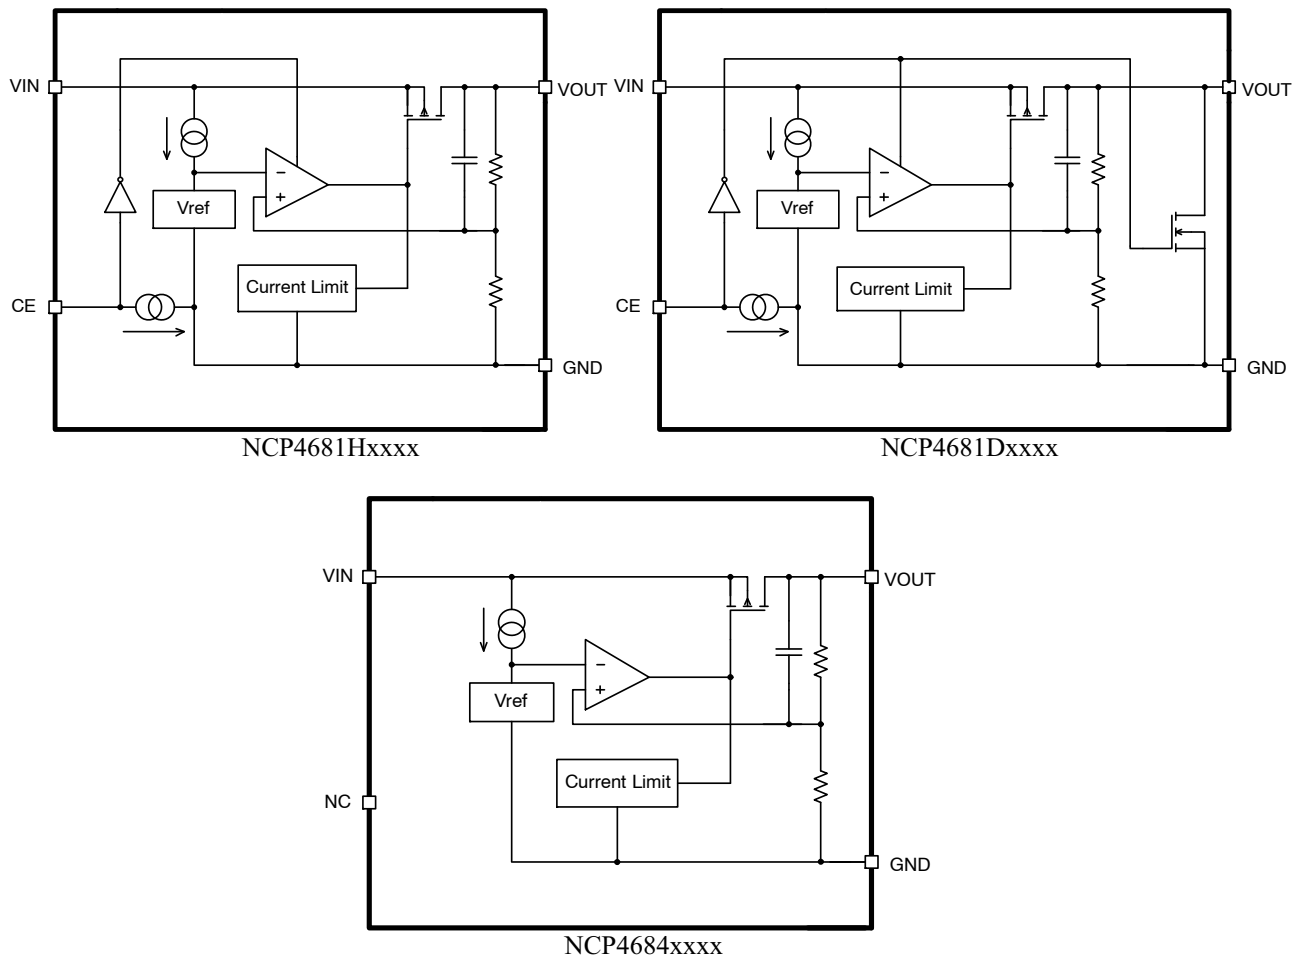 VIN
VOUT
−
+
Vref
Current Limit
CE
GND
NCP4681Hxxxx
VIN
VOUT
−
+
Vref
Current Limit
CE
GND
NCP4681Dxxxx
VIN
VOUT
−
+
Vref
Current Limit
NC
GND
NCP4684xxxx